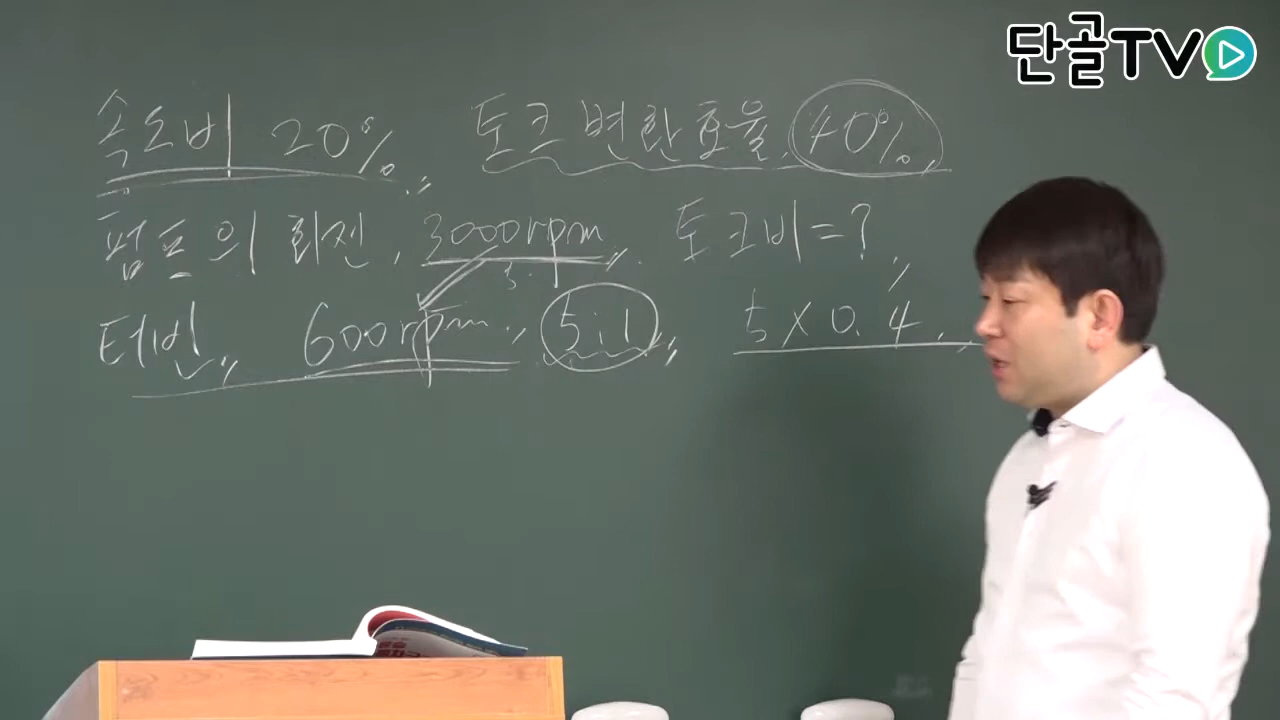 단골TV
속도비 20% 토크변환효율 40%
펌프의 회전 3000rpm 토크비=?
터빈 600rpm 5:1 5×0.4